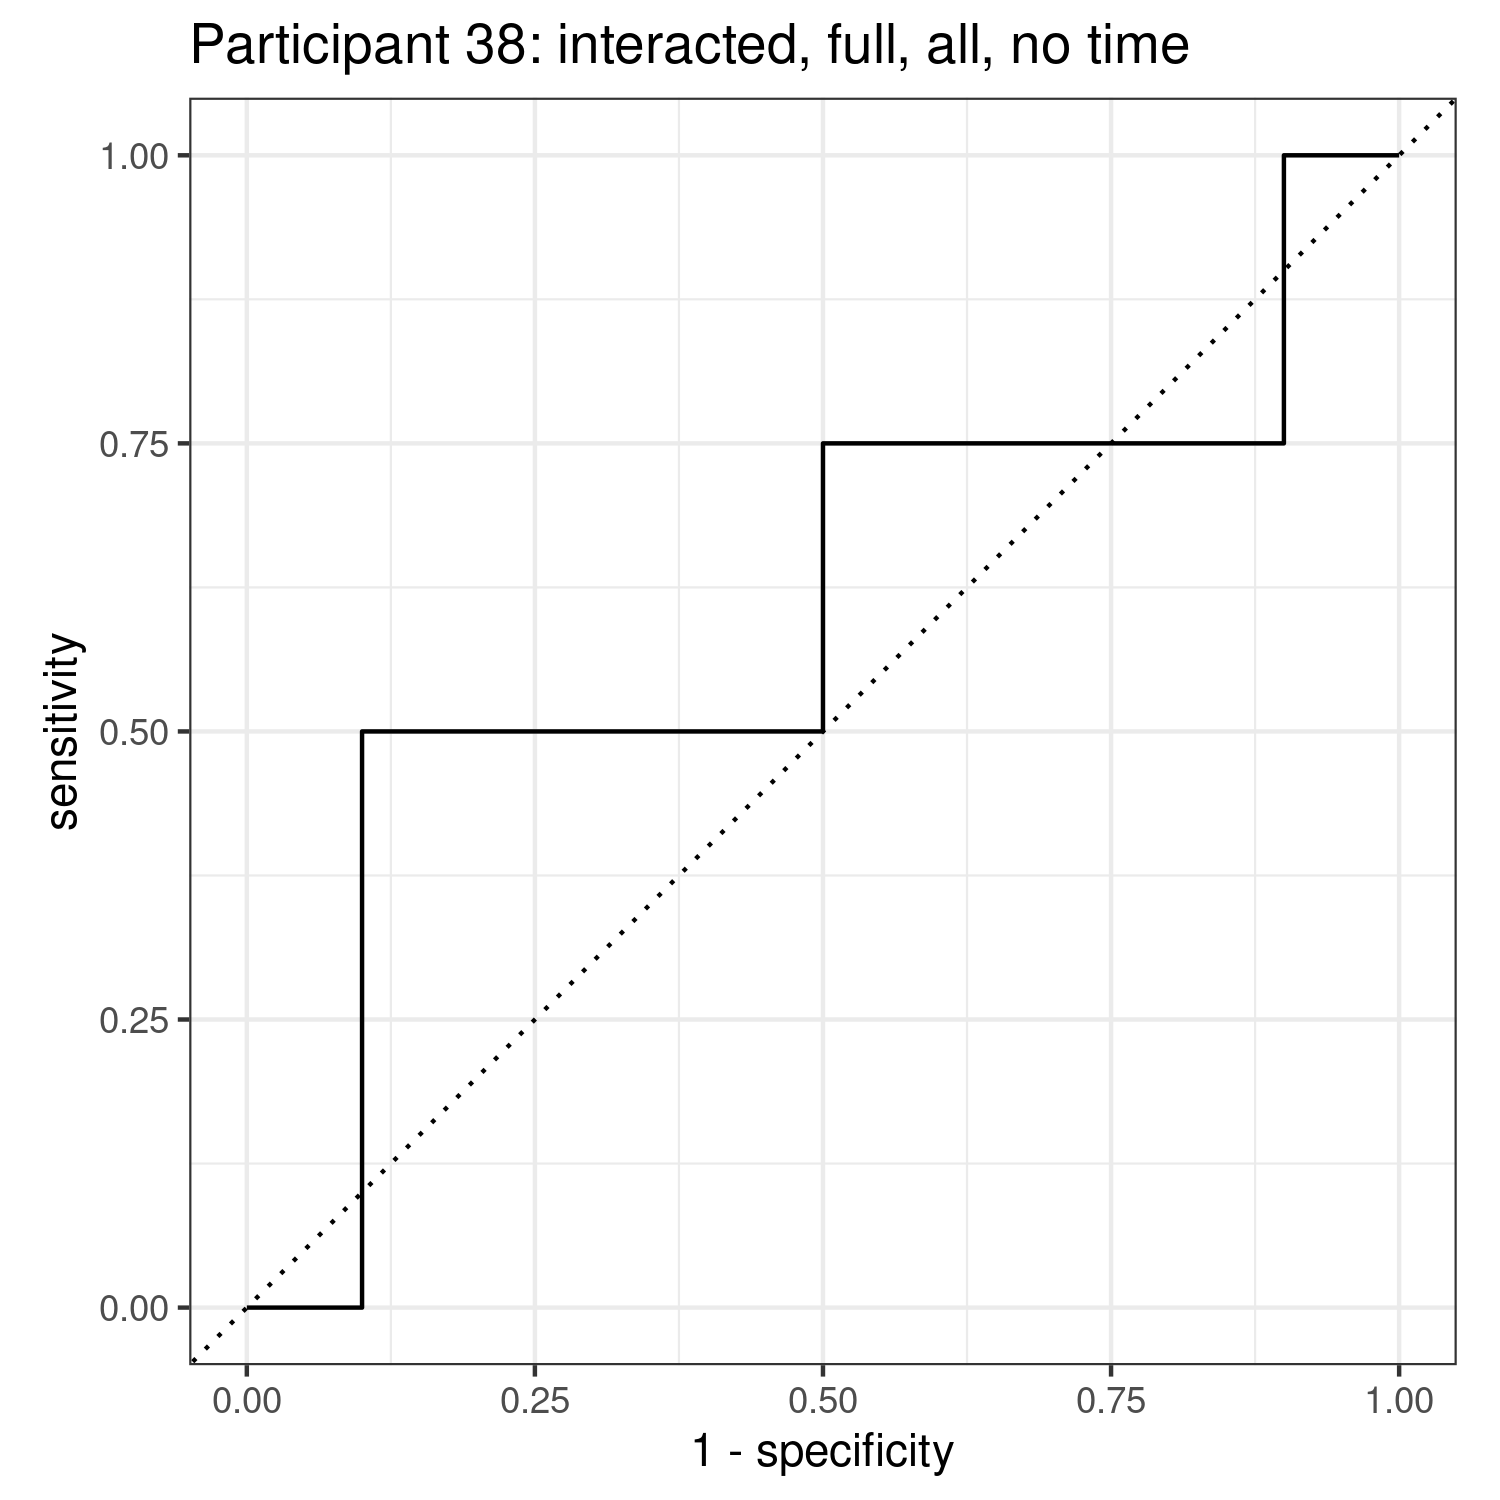 Participant 38: interacted, full, all, no time
1.00
0.75
0.50
0.25
0.00
sensitivity
0.00 0.25 0.50 0.75 1.00
1 - specificity